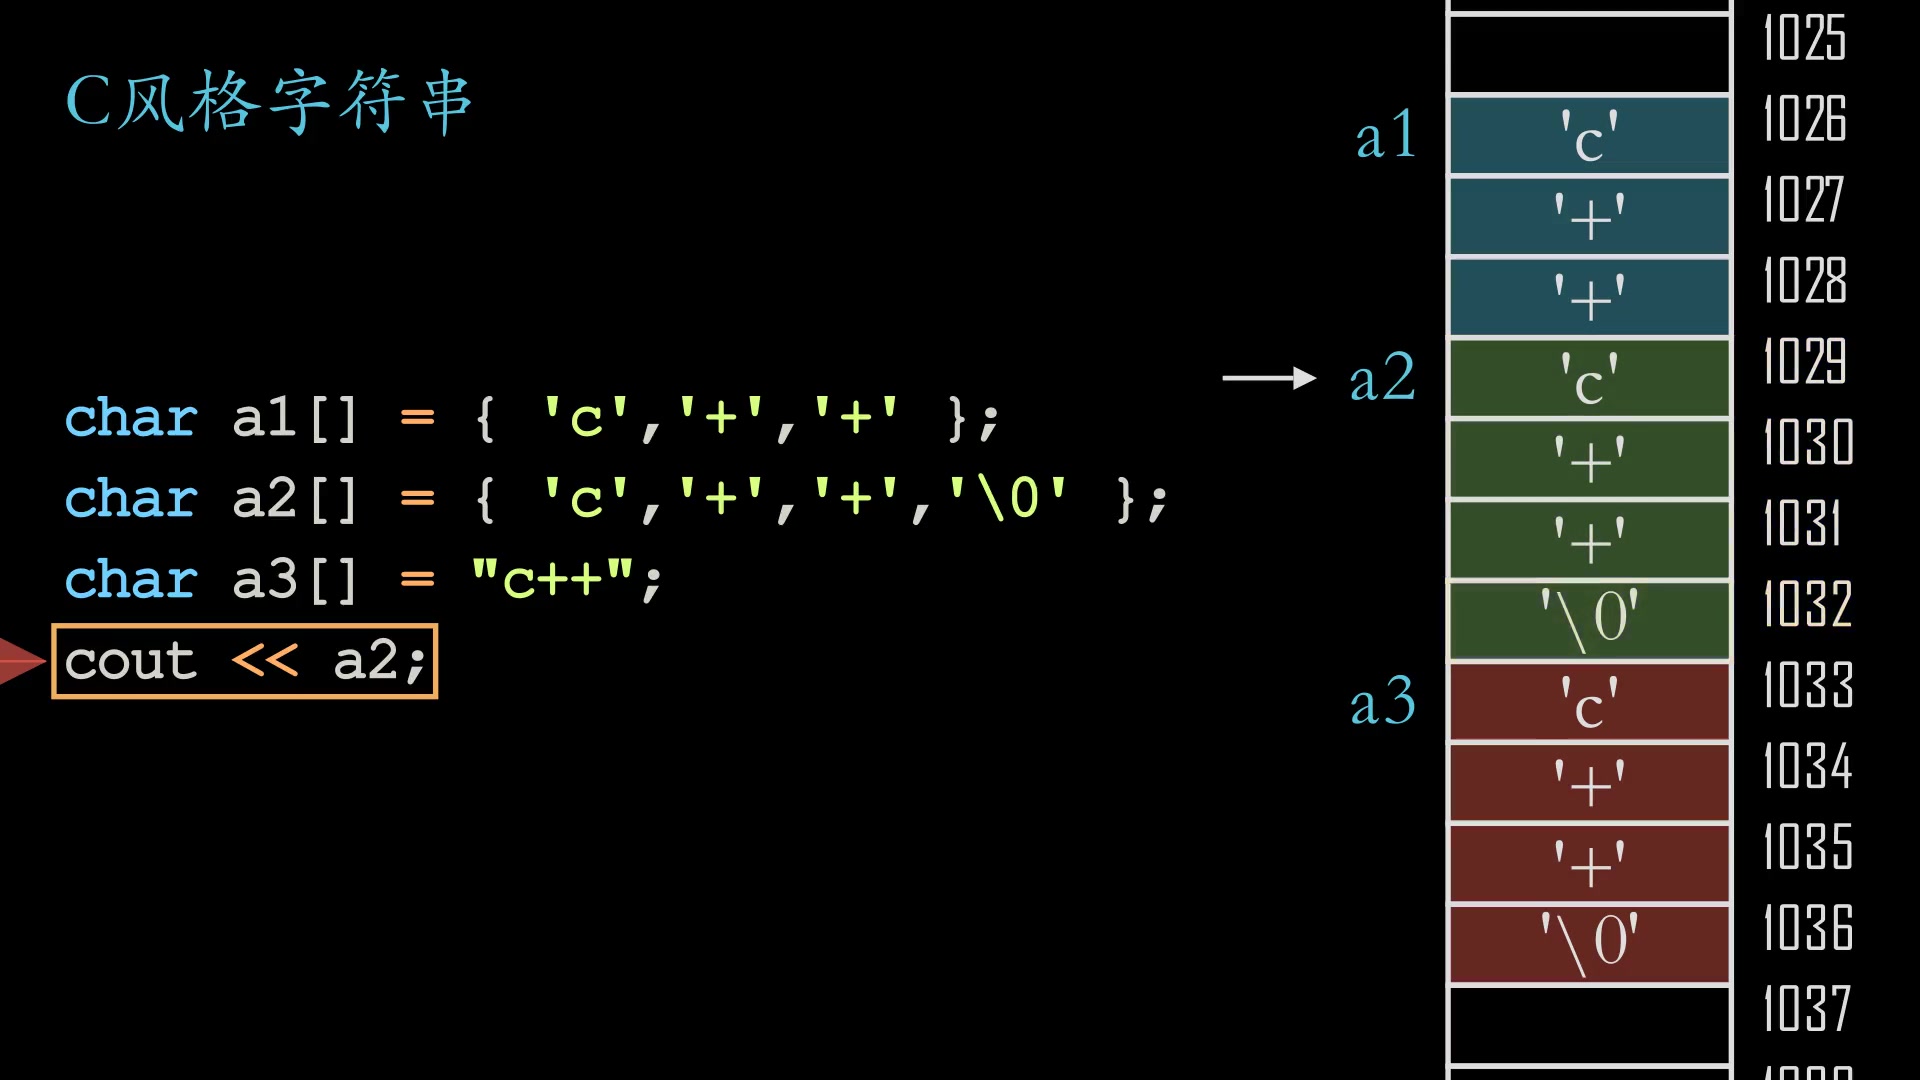 C风格字符串
char a1[] = { 'c','+','+' };
char a2[] = { 'c','+','+','\0' };
char a3[] = "c++";
cout << a2;
1025
a1 'c' 1026
'+' 1027
'+' 1028
a2 'c' 1029
'+' 1030
'+' 1031
'\0' 1032
a3 'c' 1033
'+' 1034
'+' 1035
'\0' 1036
1037